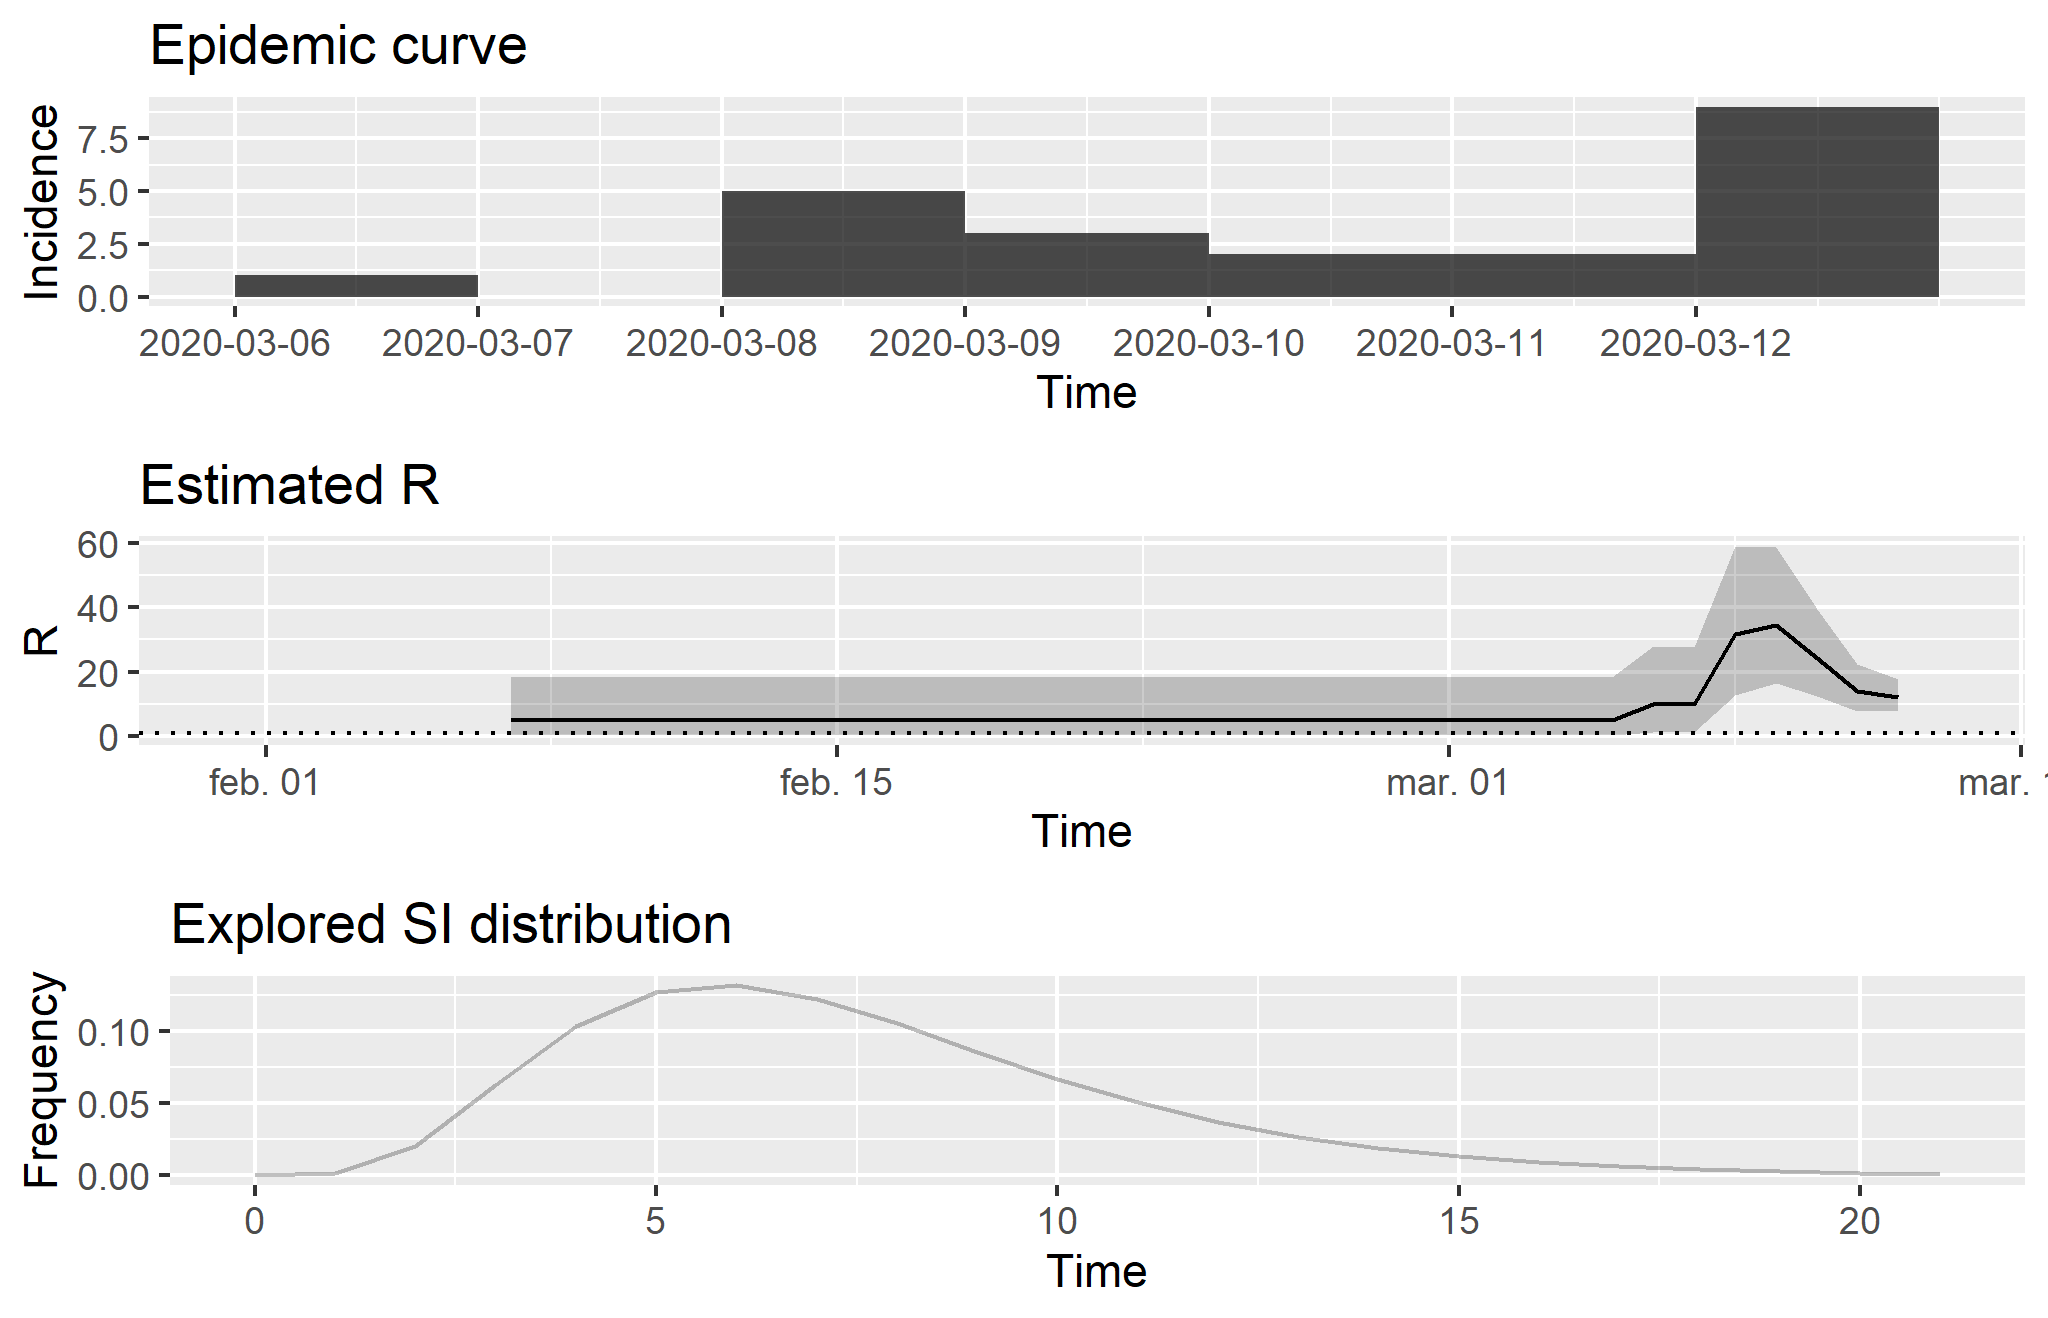 Epidemic curve
Incidence
7.5
5.0
2.5
0.0
2020-03-06 2020-03-07 2020-03-08 2020-03-09 2020-03-10 2020-03-11 2020-03-12
Time
Estimated R
R
60
40
20
0
feb. 01 feb. 15 mar. 01 mar.
Time
Explored SI distribution
Frequency
0.10
0.05
0.00
0 5 10 15 20
Time